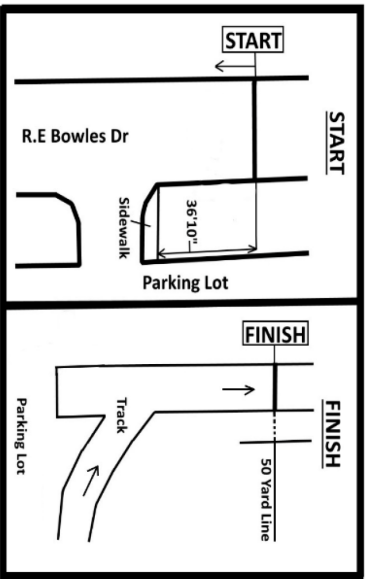 START
START
R.E Bowles Dr
Sidewalk
36'10"
Parking Lot
FINISH
FINISH
Track
50 Yard Line
Parking Lot